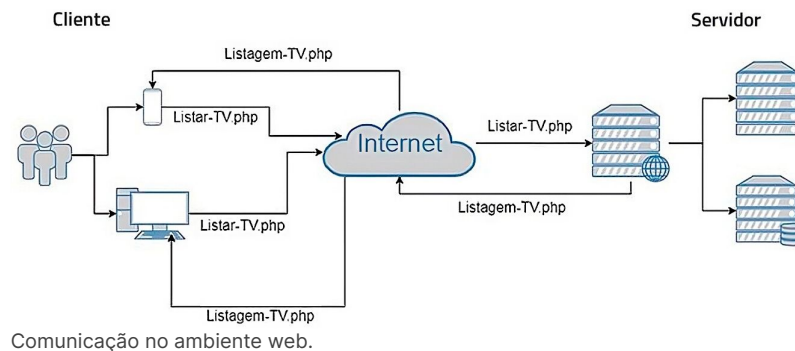 Cliente
Servidor
Listagem-TV.php
Listar-TV.php
Internet
Listar-TV.php
Listagem-TV.php
Listar-TV.php
Listagem-TV.php
Comunicação no ambiente web.